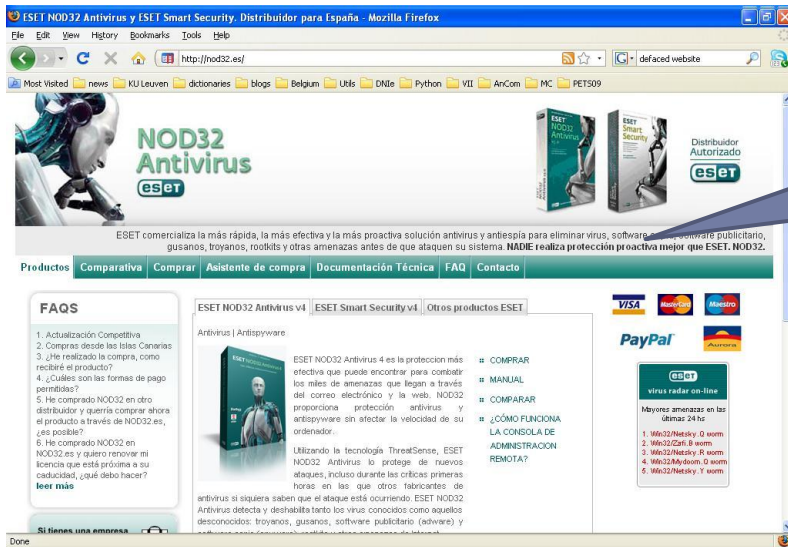 ESET NOD32 Antivirus y ESET Smart Security. Distribuidor para España - Mozilla Firefox
File Edit View History Bookmarks Tools Help
http://nod32.es/
defaced website
Most Visited news KU Leuven dictionaries blogs Belgium Utils DNIe Python VII AnCom MC PETS09
NOD32
Antivirus
eset
ESET
NOD32
Antivirus
ESET
Smart
Security
Distribuidor
Autorizado
eset
ESET comercializa la más rápida, la más efectiva y la más proactiva solución antivirus y antiespía para eliminar virus, software publicitario,
gusanos, troyanos, rootkits y otras amenazas antes de que ataquen su sistema. NADIE realiza protección proactiva mejor que ESET. NOD32.
Productos Comparativa Comprar Asistente de compra Documentación Técnica FAQ Contacto
FAQS
1. Actualización Competitiva
2. Compras desde las Islas Canarias
3. ¿He realizado la compra, como
recibiré el producto?
4. ¿Cuáles son las formas de pago
permitidas?
5. He comprado NOD32 en otro
distribuidor y querría comprar ahora
el producto a través de NOD32.es,
¿es posible?
6. He comprado NOD32 en
NOD32.es y quiero renovar mi
licencia que está próxima a su
caducidad, ¿qué debo hacer?
leer más
Si tienes una empresa
ESET NOD32 Antivirus v4 ESET Smart Security v4 Otros productos ESET
Antivirus | Antispyware
ESET NOD32 Antivirus 4 es la proteccion más
efectiva que puede encontrar para combatir
los miles de amenazas que llegan a través
del correo electrónico y la web. NOD32
proporciona protección antivirus y
antispyware sin afectar la velocidad de su
ordenador.
Utilizando la tecnología ThreatSense, ESET
NOD32 Antivirus lo protege de nuevos
ataques, incluso durante las críticas primeras
horas en las que otros fabricantes de
antivirus si siquiera saben que el ataque está ocurriendo. ESET NOD32
Antivirus detecta y deshabilita tanto los virus conocidos como aquellos
desconocidos: troyanos, gusanos, software publicitario (adware) y
COMPRAR
MANUAL
COMPARAR
¿CÓMO FUNCIONA
LA CONSOLA DE
ADMINISTRACION
REMOTA?
VISA MasterCard Maestro
PayPal AURORA
eset
virus radar on-line
Mayores amenazas en las
últimas 24 hs
1. Win32/Netsky.Q worm
2. Win32/Zafi.B worm
3. Win32/Netsky.R worm
4. Win32/Mydoom.Q worm
5. Win32/Netsky.Y worm
Done